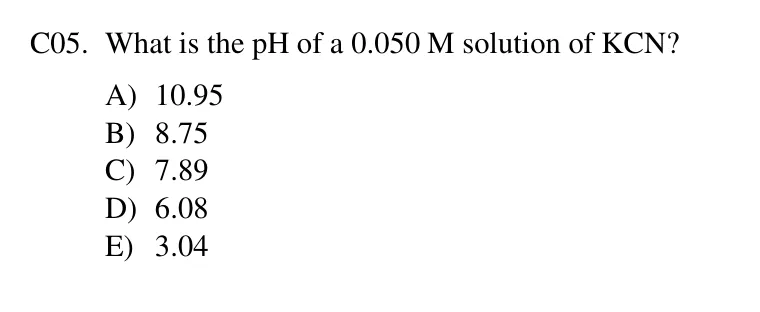 C05. What is the pH of a 0.050 M solution of KCN?
A) 10.95
B) 8.75
C) 7.89
D) 6.08
E) 3.04